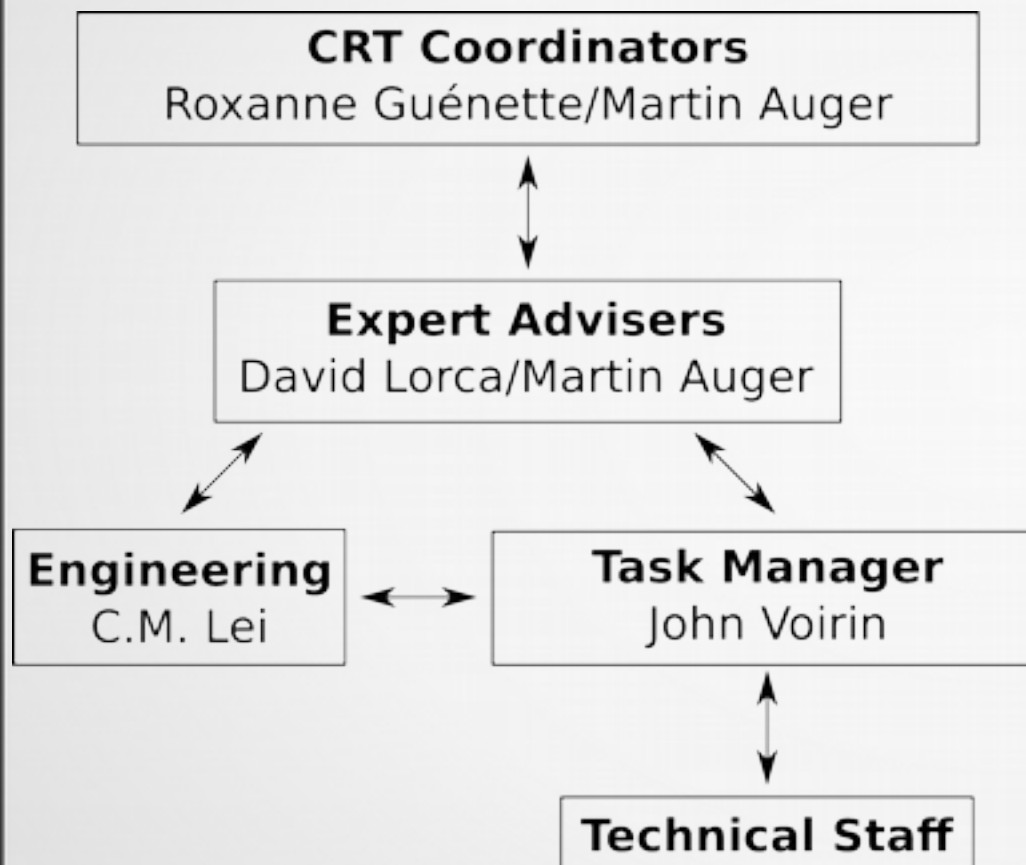 CRT Coordinators
Roxanne Guénette/Martin Auger
Expert Advisers
David Lorca/Martin Auger
Engineering
C.M. Lei
Task Manager
John Voirin
Technical Staff